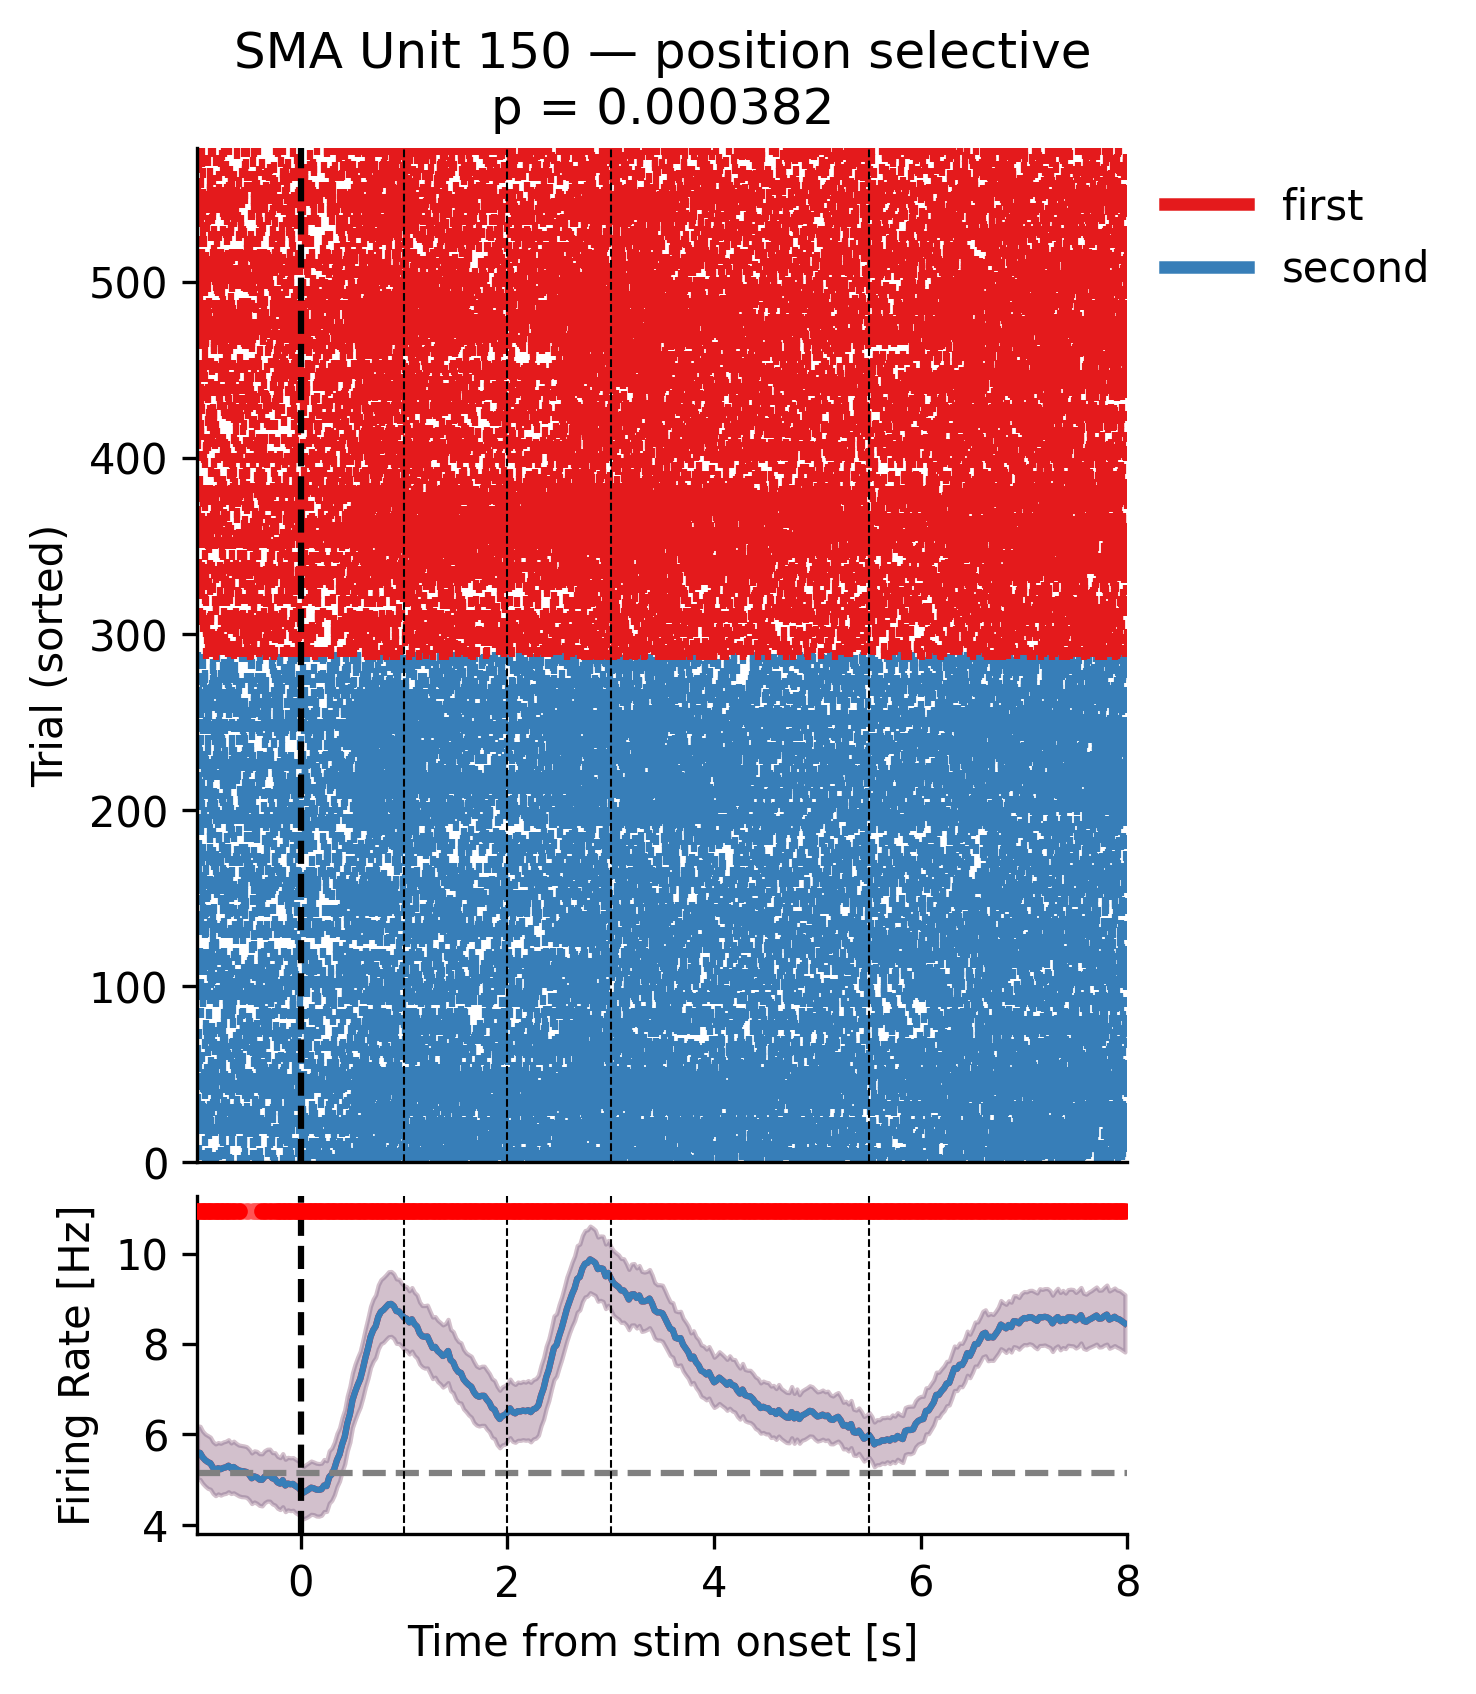 SMA Unit 150 — position selective
p = 0.000382
first
second
Trial (sorted)
500
400
300
200
100
0
Firing Rate [Hz]
10
8
6
4
0 2 4 6 8
Time from stim onset [s]